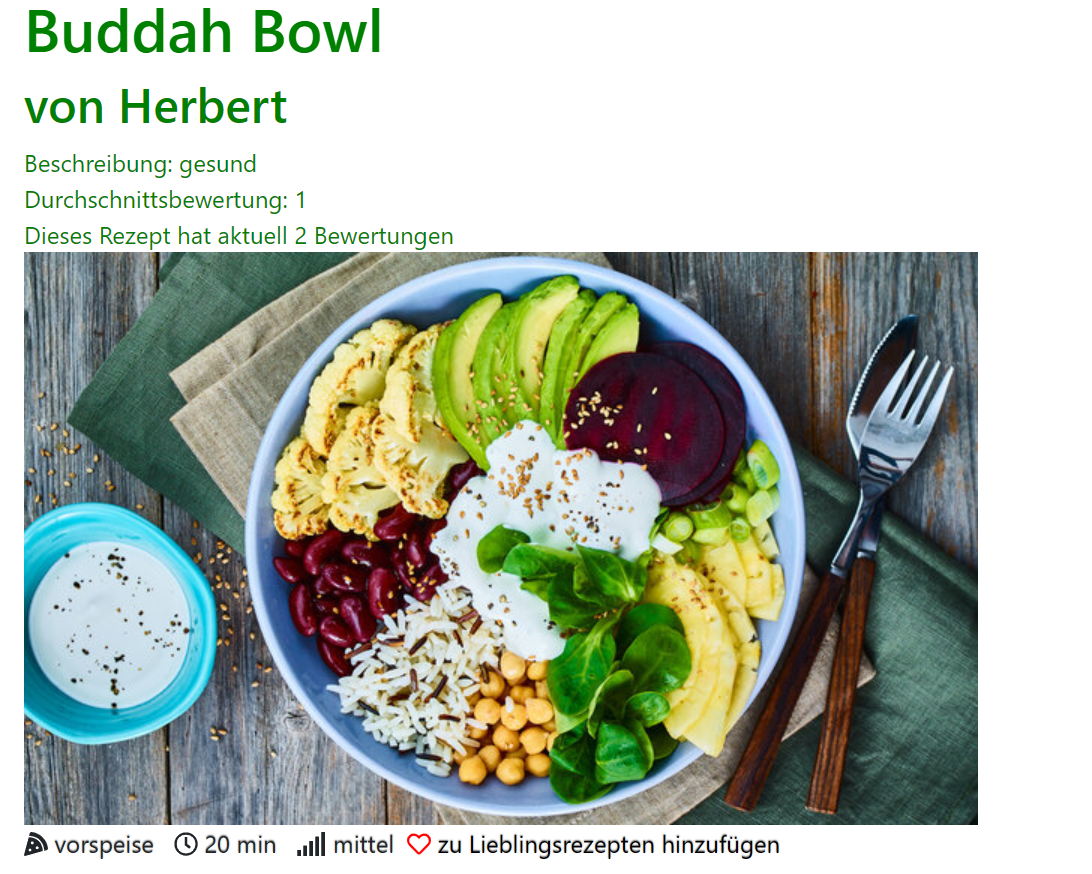 Buddah Bowl
von Herbert
Beschreibung: gesund
Durchschnittsbewertung: 1
Dieses Rezept hat aktuell 2 Bewertungen
vorspeise 20 min mittel zu Lieblingsrezepten hinzufügen